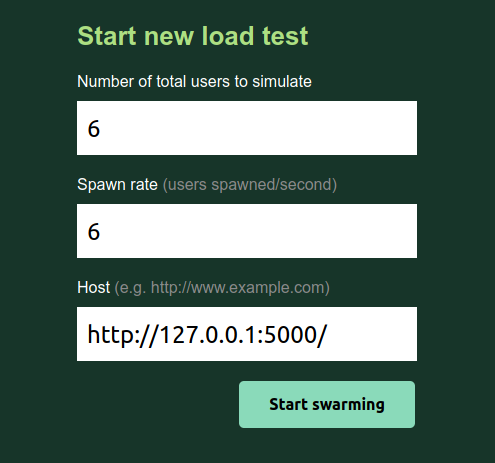 Start new load test
Number of total users to simulate
6
Spawn rate (users spawned/second)
6
Host (e.g. http://www.example.com)
http://127.0.0.1:5000/
Start swarming